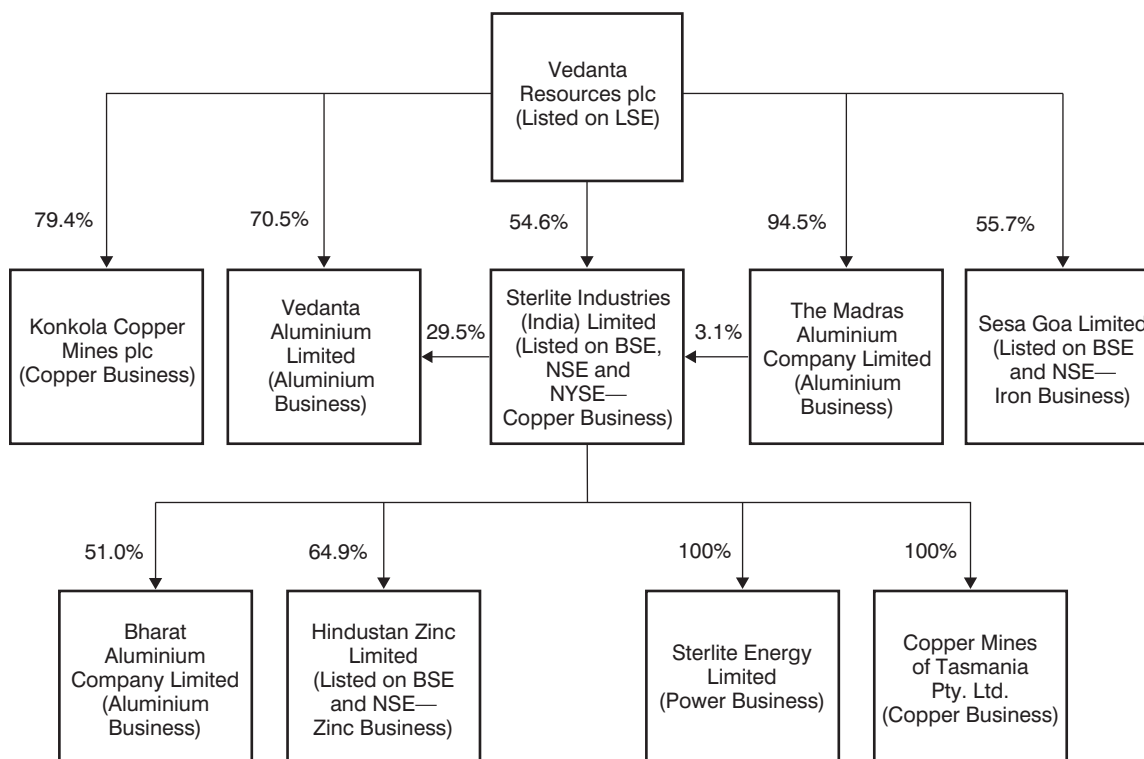 Vedanta
Resources plc
(Listed on LSE)
79.4%
70.5%
54.6%
94.5%
55.7%
Konkola Copper
Mines plc
(Copper Business)
Vedanta
Aluminium
Limited
(Aluminium
Business)
29.5%
Sterlite Industries
(India) Limited
(Listed on BSE,
NSE and
NYSE—
Copper Business)
3.1%
The Madras
Aluminium
Company Limited
(Aluminium
Business)
Sesa Goa Limited
(Listed on BSE
and NSE—
Iron Business)
51.0%
64.9%
100%
100%
Bharat
Aluminium
Company Limited
(Aluminium
Business)
Hindustan Zinc
Limited
(Listed on BSE
and NSE—
Zinc Business)
Sterlite Energy
Limited
(Power Business)
Copper Mines
of Tasmania
Pty. Ltd.
(Copper Business)